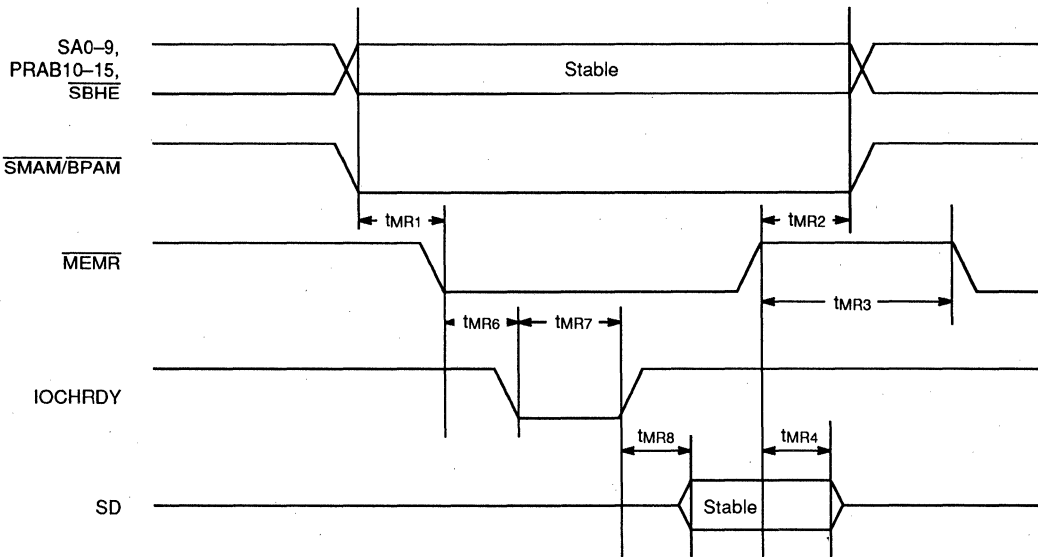 SA0–9,
PRAB10–15,
SBHE
Stable
SMAM/BPAM
tMR1
tMR2
MEMR
tMR3
tMR6
tMR7
IOCHRDY
tMR8
tMR4
SD
Stable